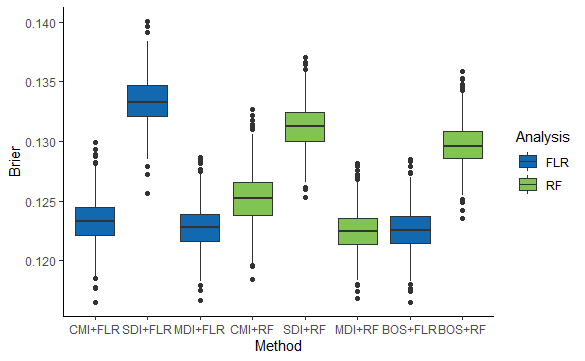 0.140
0.135
0.130
0.125
0.120
Brier
CMI+FLR SDI+FLR MDI+FLR CMI+RF SDI+RF MDI+RF BOS+FLR BOS+RF
Method
Analysis
FLR
RF